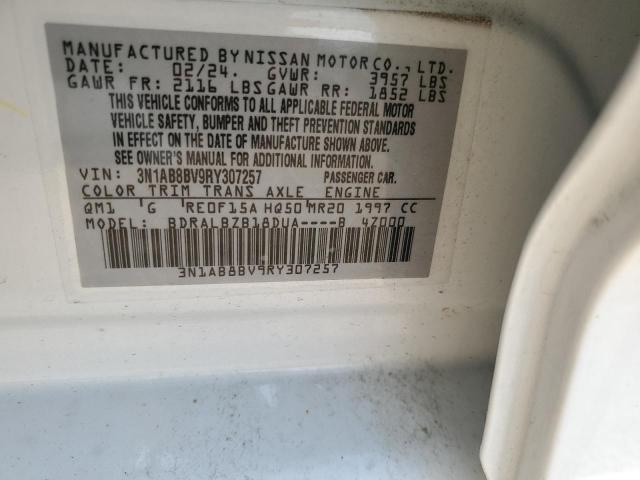 MANUFACTURED BY NISSAN MOTOR CO., LTD.
DATE: 02/24. GVWR: 3957 LBS
GAWR FR: 2116 LBS GAWR RR: 1852 LBS
THIS VEHICLE CONFORMS TO ALL APPLICABLE FEDERAL MOTOR
VEHICLE SAFETY, BUMPER AND THEFT PREVENTION STANDARDS
IN EFFECT ON THE DATE OF MANUFACTURE SHOWN ABOVE.
SEE OWNER'S MANUAL FOR ADDITIONAL INFORMATION.
VIN: 3N1AB8BV9RY307257 PASSENGER CAR.
COLOR TRIM TRANS AXLE ENGINE
QM1 G RE0F15A HQ50 MR20 1997 CC
MODEL: BDRALBZB18DUA----B 4Z000
3N1AB8BV9RY307257